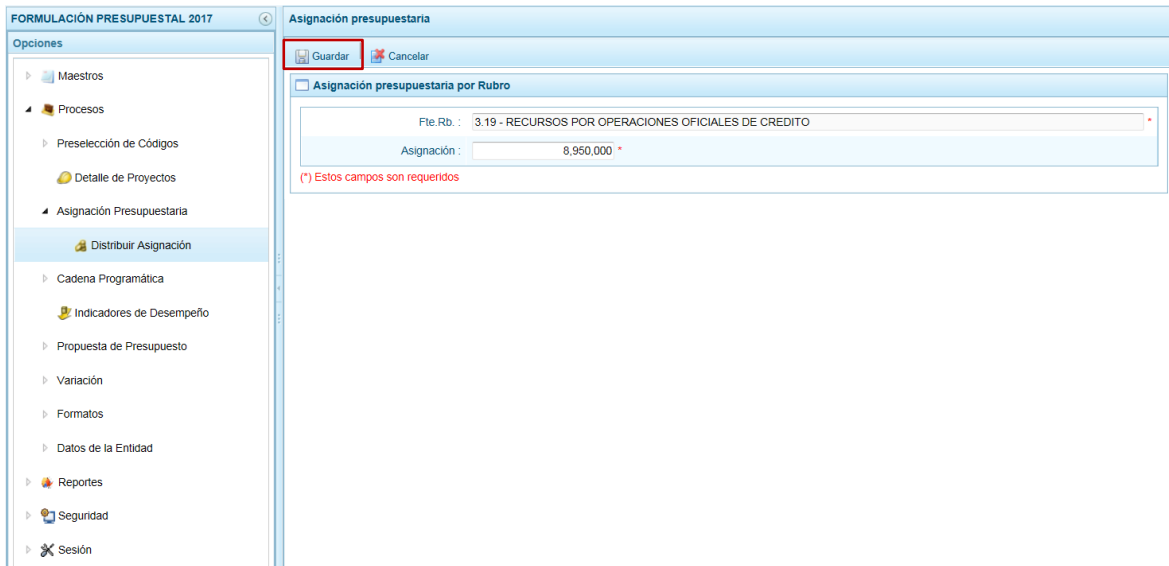 FORMULACIÓN PRESUPUESTAL 2017
Opciones
Maestros
Procesos
Preselección de Códigos
Detalle de Proyectos
Asignación Presupuestaria
Distribuir Asignación
Cadena Programática
Indicadores de Desempeño
Propuesta de Presupuesto
Variación
Formatos
Datos de la Entidad
Reportes
Seguridad
Sesión
Asignación presupuestaria
Guardar Cancelar
Asignación presupuestaria por Rubro
Fte.Rb. : 3.19 - RECURSOS POR OPERACIONES OFICIALES DE CREDITO *
Asignación : 8,950,000 *
(*) Estos campos son requeridos